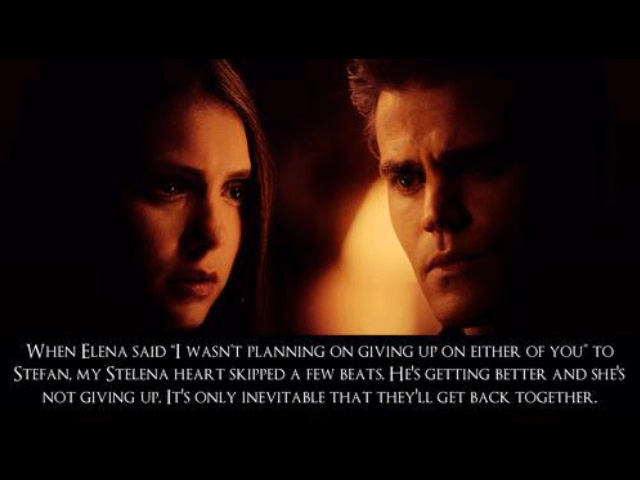 When Elena said "I wasn't planning on giving up on either of you" to
Stefan, my Stelena heart skipped a few beats. He's getting better and she's
not giving up. It's only inevitable that they'll get back together.